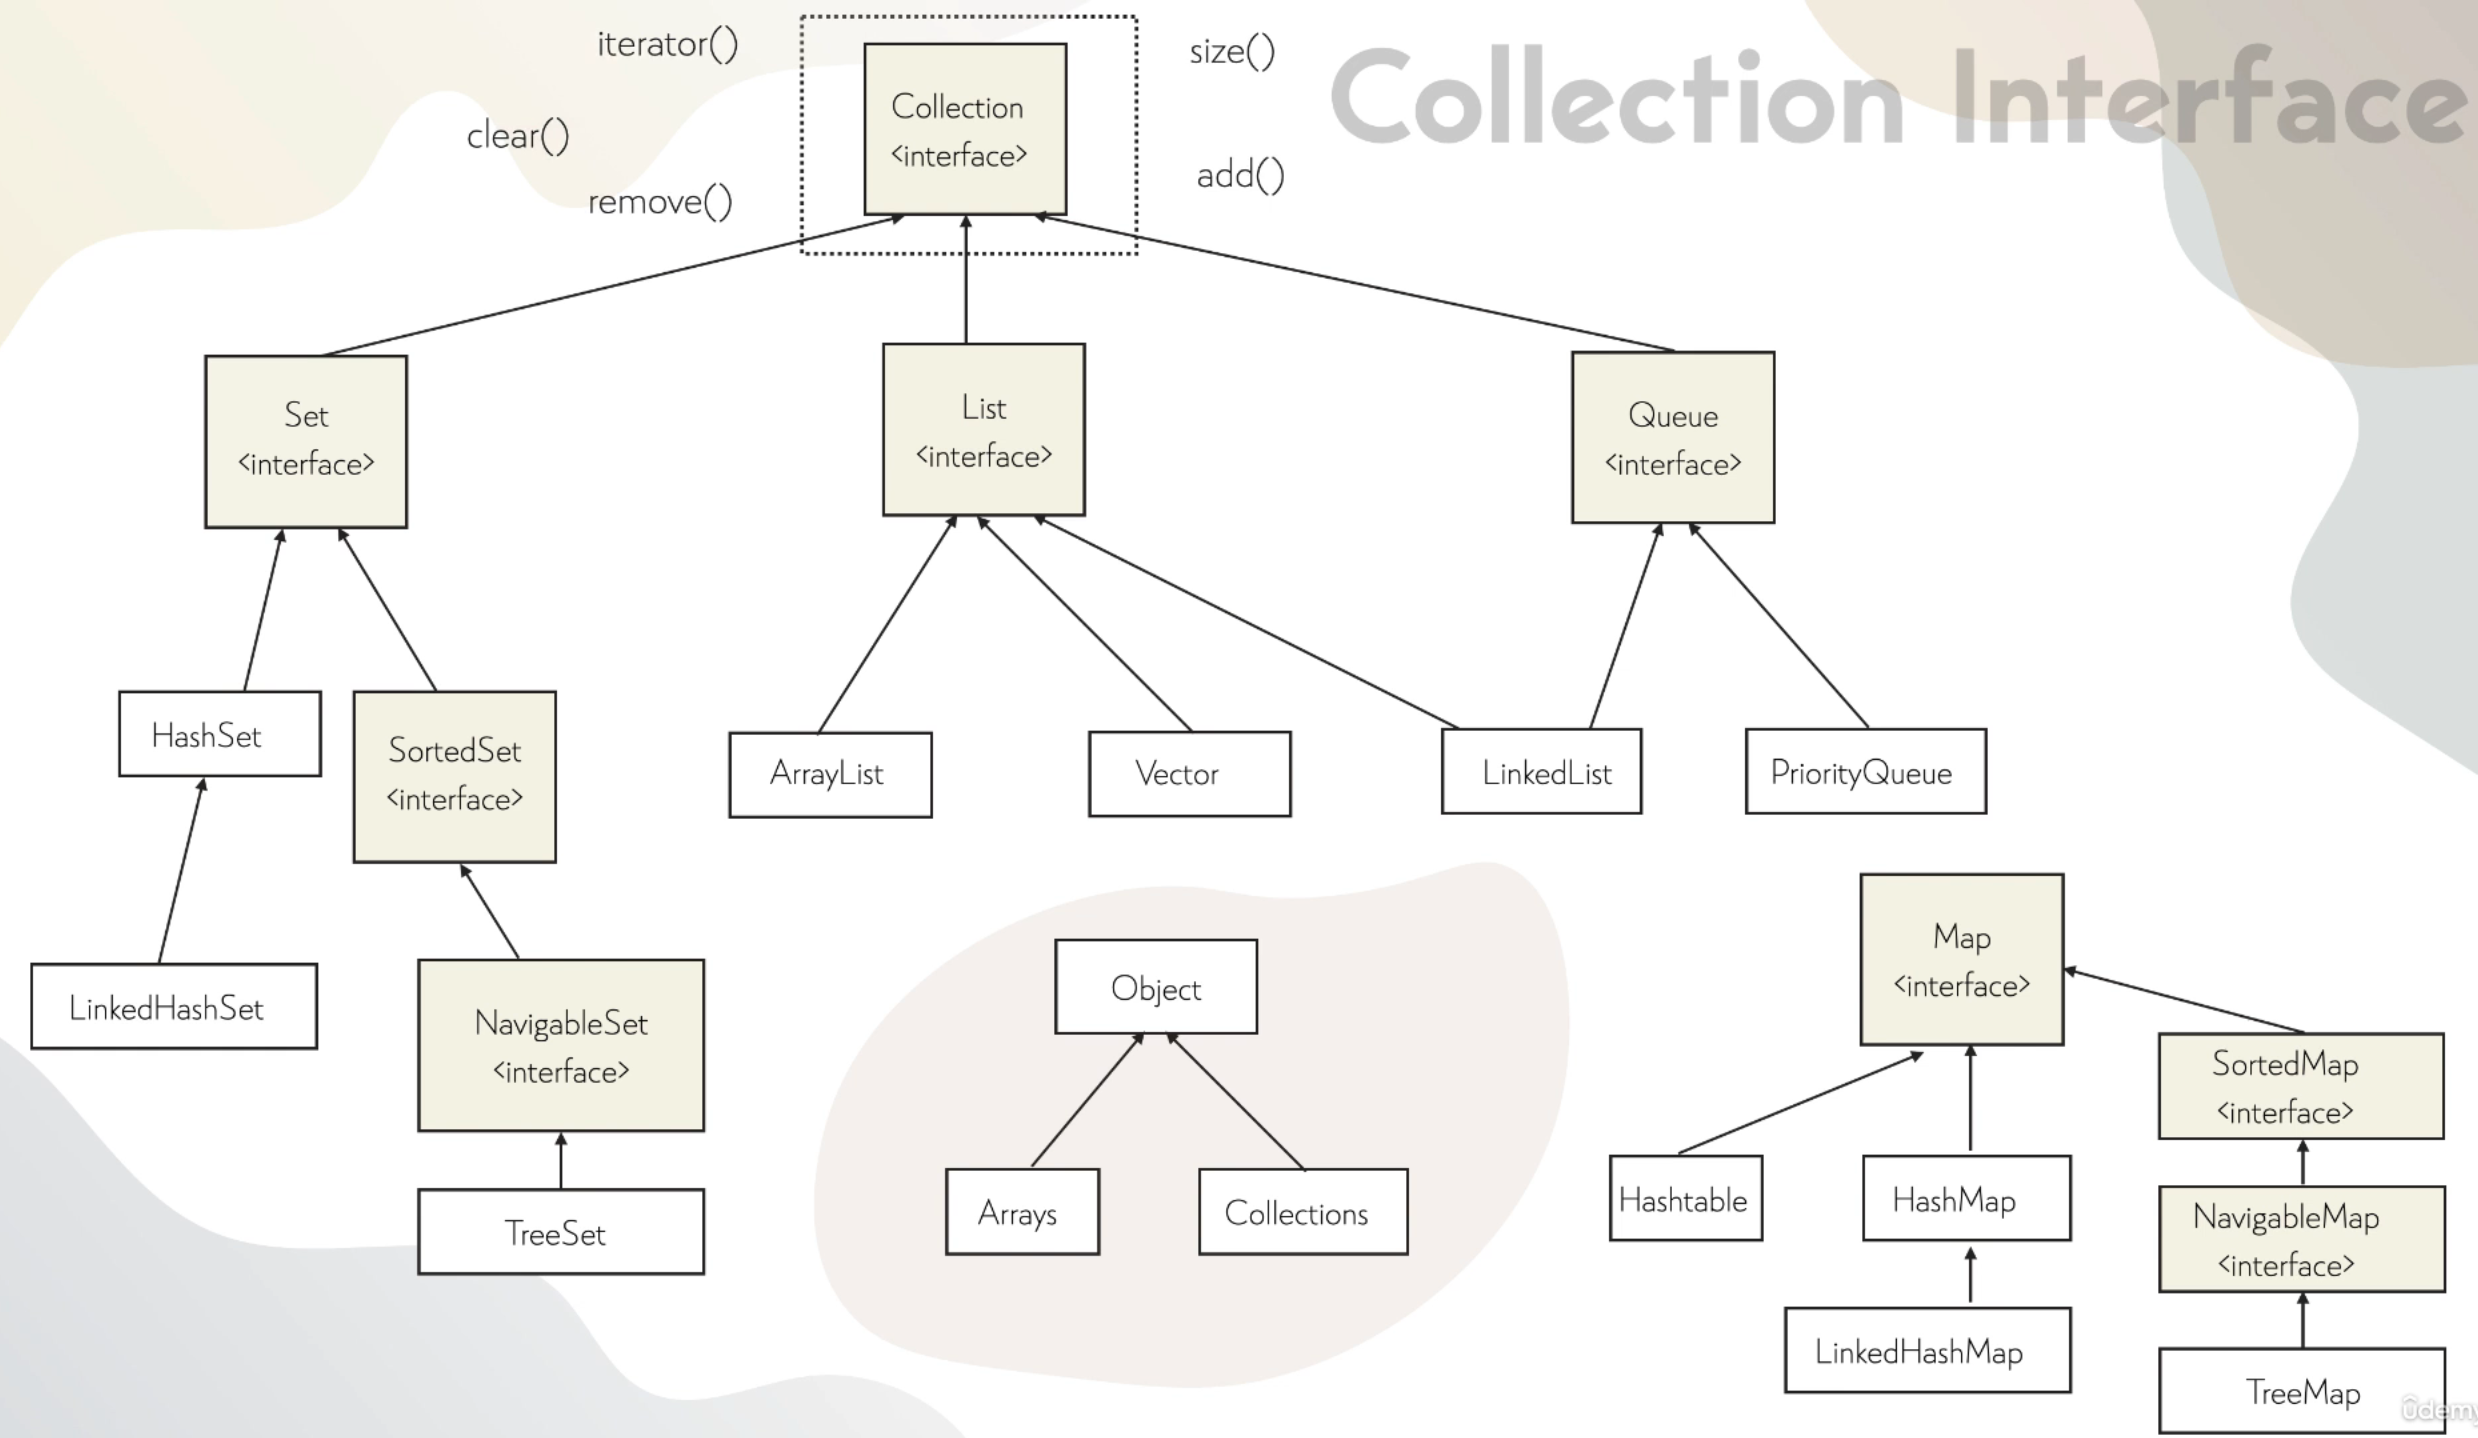 iterator()
size()
Collection Interface
Collection
<interface>
clear()
add()
remove()
Set
<interface>
List
<interface>
Queue
<interface>
HashSet
SortedSet
<interface>
ArrayList
Vector
LinkedList
PriorityQueue
LinkedHashSet
NavigableSet
<interface>
TreeSet
Object
Arrays
Collections
Map
<interface>
SortedMap
<interface>
Hashtable
HashMap
NavigableMap
<interface>
LinkedHashMap
TreeMap
ûdemy